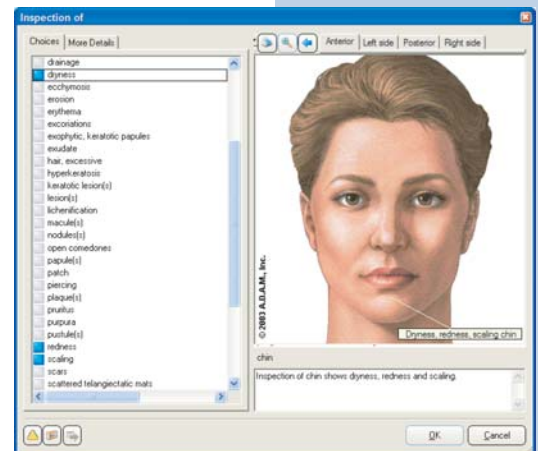 Inspection of
Choices
More Details
drainage
dryness
ecchymosis
erosion
erythema
excoriations
exophytic, keratotic papules
exudate
hair, excessive
hyperkeratosis
keratotic lesion(s)
lesion(s)
lichenification
macule(s)
nodules(s)
open comedones
papule(s)
patch
piercing
plaque(s)
pruritus
purpura
pustule(s)
redness
scaling
scars
scattered telangiectatic mats
Anterior
Left side
Posterior
Right side
© 2003 A.D.A.M., Inc.
Dryness, redness, scaling chin
chin
Inspection of chin shows dryness, redness and scaling.
OK
Cancel